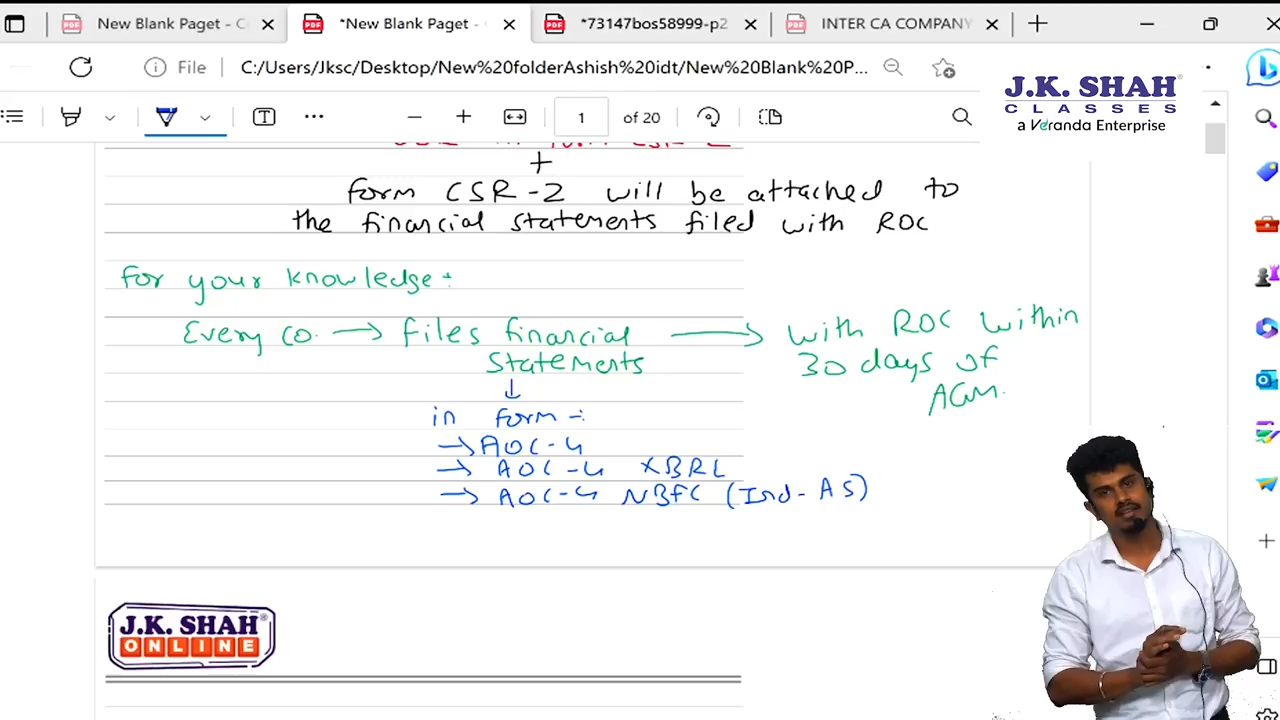 New Blank Paget - C
*New Blank Paget -
*73147bos58999-p2
INTER CA COMPANY
File
C:/Users/Jksc/Desktop/New%20folderAshish%20idt/New%20Blank%20P...
J.K. SHAH®
CLASSES
a Veranda Enterprise
1 of 20
+
form CSR-2 will be attached to
the financial statements filed with ROC
for your knowledge :
Every co. → files financial → with ROC within
statements 30 days of
AGM.
↓
in form :-
→ AOC-4
→ AOC-4 XBRL
→ AOC-4 NBFC (Ind-AS)
J.K. SHAH®
ONLINE